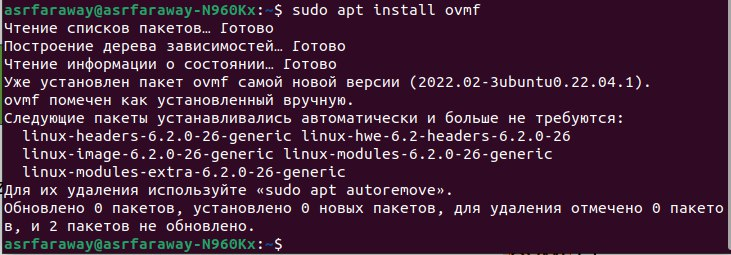 asrfaraway@asrfaraway-N960Kx:~$ sudo apt install ovmf
Чтение списков пакетов… Готово
Построение дерева зависимостей… Готово
Чтение информации о состоянии… Готово
Уже установлен пакет ovmf самой новой версии (2022.02-3ubuntu0.22.04.1).
ovmf помечен как установленный вручную.
Следующие пакеты устанавливались автоматически и больше не требуются:
linux-headers-6.2.0-26-generic linux-hwe-6.2-headers-6.2.0-26
linux-image-6.2.0-26-generic linux-modules-6.2.0-26-generic
linux-modules-extra-6.2.0-26-generic
Для их удаления используйте «sudo apt autoremove».
Обновлено 0 пакетов, установлено 0 новых пакетов, для удаления отмечено 0 пакето
в, и 2 пакетов не обновлено.
asrfaraway@asrfaraway-N960Kx:~$